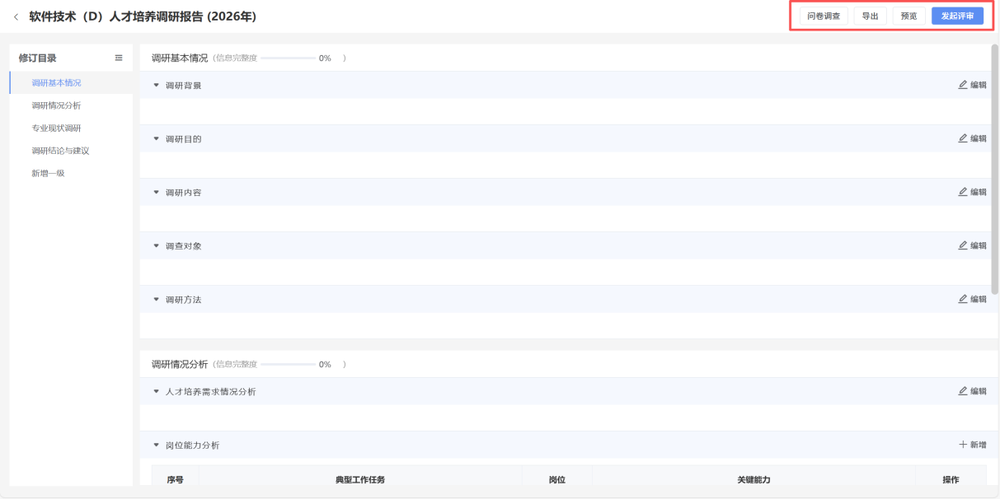 软件技术（D）人才培养调研报告 (2026年)
问卷调查 导出 预览 发起评审
修订目录
调研基本情况
调研情况分析
专业现状调研
调研结论与建议
新增一级
调研基本情况（信息完整度 0% ）
调研背景 编辑
调研目的 编辑
调研内容 编辑
调查对象 编辑
调研方法 编辑
调研情况分析（信息完整度 0% ）
人才培养需求情况分析 编辑
岗位能力分析 新增
序号 典型工作任务 岗位 关键能力 操作